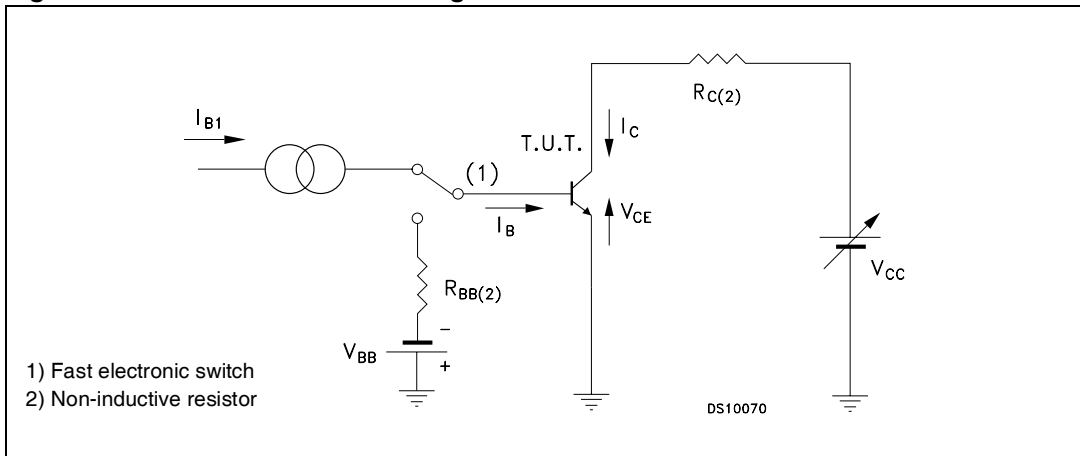 I_B1
R_C(2)
I_C
T.U.T.
(1)
I_B
V_CE
V_CC
R_BB(2)
V_BB
−
+
1) Fast electronic switch
2) Non-inductive resistor
DS10070